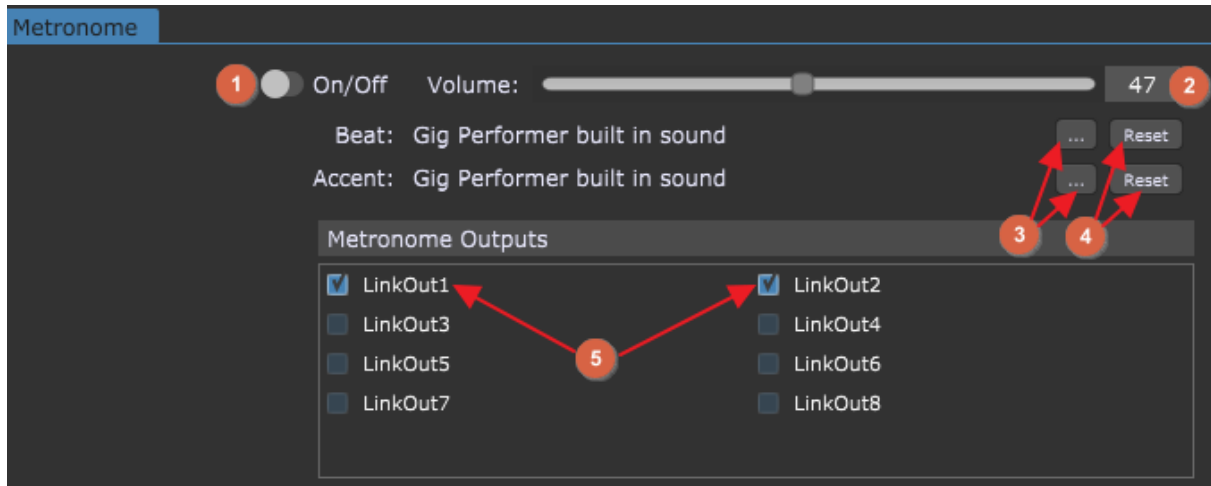 Metronome
1 On/Off Volume: 47 2
Beat: Gig Performer built in sound ... Reset
Accent: Gig Performer built in sound ... Reset
Metronome Outputs 3 4
LinkOut1 LinkOut2
LinkOut3 LinkOut4
5
LinkOut5 LinkOut6
LinkOut7 LinkOut8